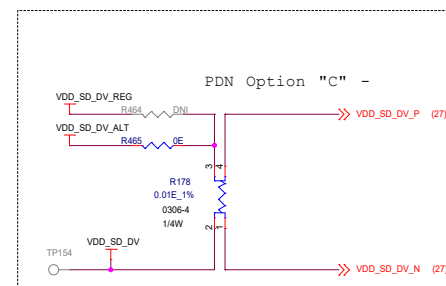 PDN Option "C" -
VDD_SD_DV_REG
R464 DNI
VDD_SD_DV_P (27)
VDD_SD_DV_ALT
R465 0E
3 4
R178
0.01E_1%
0306-4
1/4W
2 1
VDD_SD_DV
TP154
VDD_SD_DV_N (27)